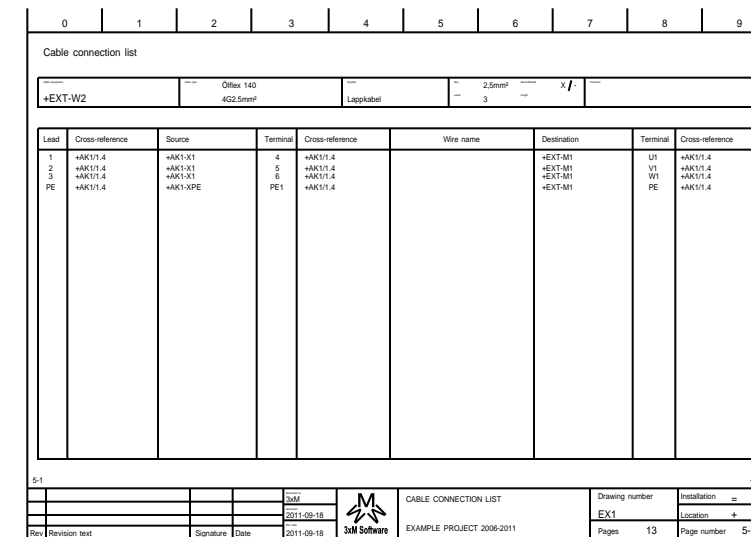 0 1 2 3 4 5 6 7 8 9
Cable connection list
+EXT-W2
Ölflex 140
4G2.5mm²
Lappkabel
2,5mm²
3
X / -
Lead Cross-reference Source Terminal Cross-reference Wire name Destination Terminal Cross-reference
1 +AK1/1.4 +AK1-X1 4 +AK1/1.4 +EXT-M1 U1 +AK1/1.4
2 +AK1/1.4 +AK1-X1 5 +AK1/1.4 +EXT-M1 V1 +AK1/1.4
3 +AK1/1.4 +AK1-X1 6 +AK1/1.4 +EXT-M1 W1 +AK1/1.4
PE +AK1/1.4 +AK1-XPE PE1 +AK1/1.4 +EXT-M1 PE +AK1/1.4
5-1
3xM
2011-09-18
2011-09-18
Rev Revision text Signature Date
3xM Software
CABLE CONNECTION LIST
EXAMPLE PROJECT 2006-2011
Drawing number
EX1
Pages 13
Installation =
Location +
Page number 5-